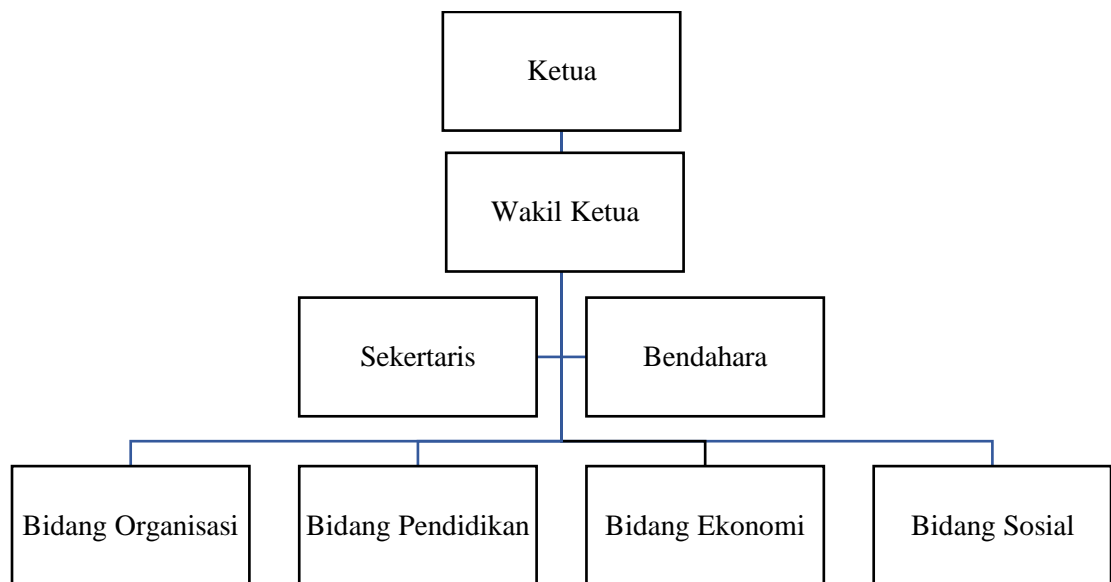 Ketua
Wakil Ketua
Sekertaris
Bendahara
Bidang Organisasi
Bidang Pendidikan
Bidang Ekonomi
Bidang Sosial